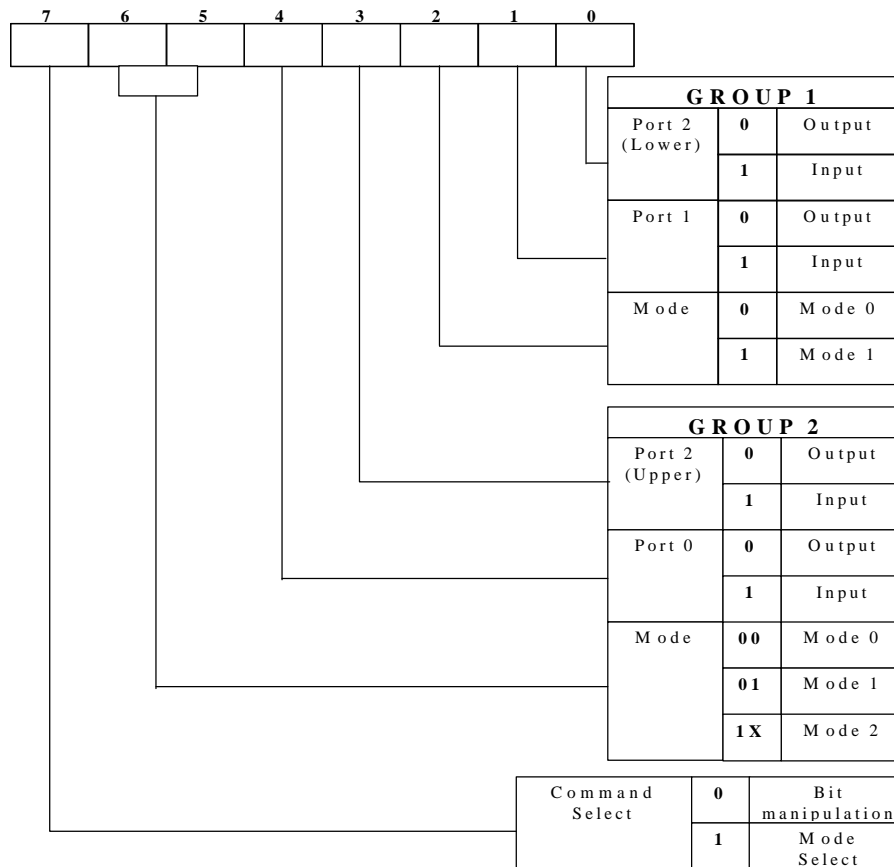 7 6 5 4 3 2 1 0
GROUP 1
Port 2 0 Output
(Lower)
1 Input
Port 1 0 Output
1 Input
Mode 0 Mode 0
1 Mode 1
GROUP 2
Port 2 0 Output
(Upper)
1 Input
Port 0 0 Output
1 Input
Mode 00 Mode 0
01 Mode 1
1X Mode 2
Command 0 Bit
Select manipulation
1 Mode
Select